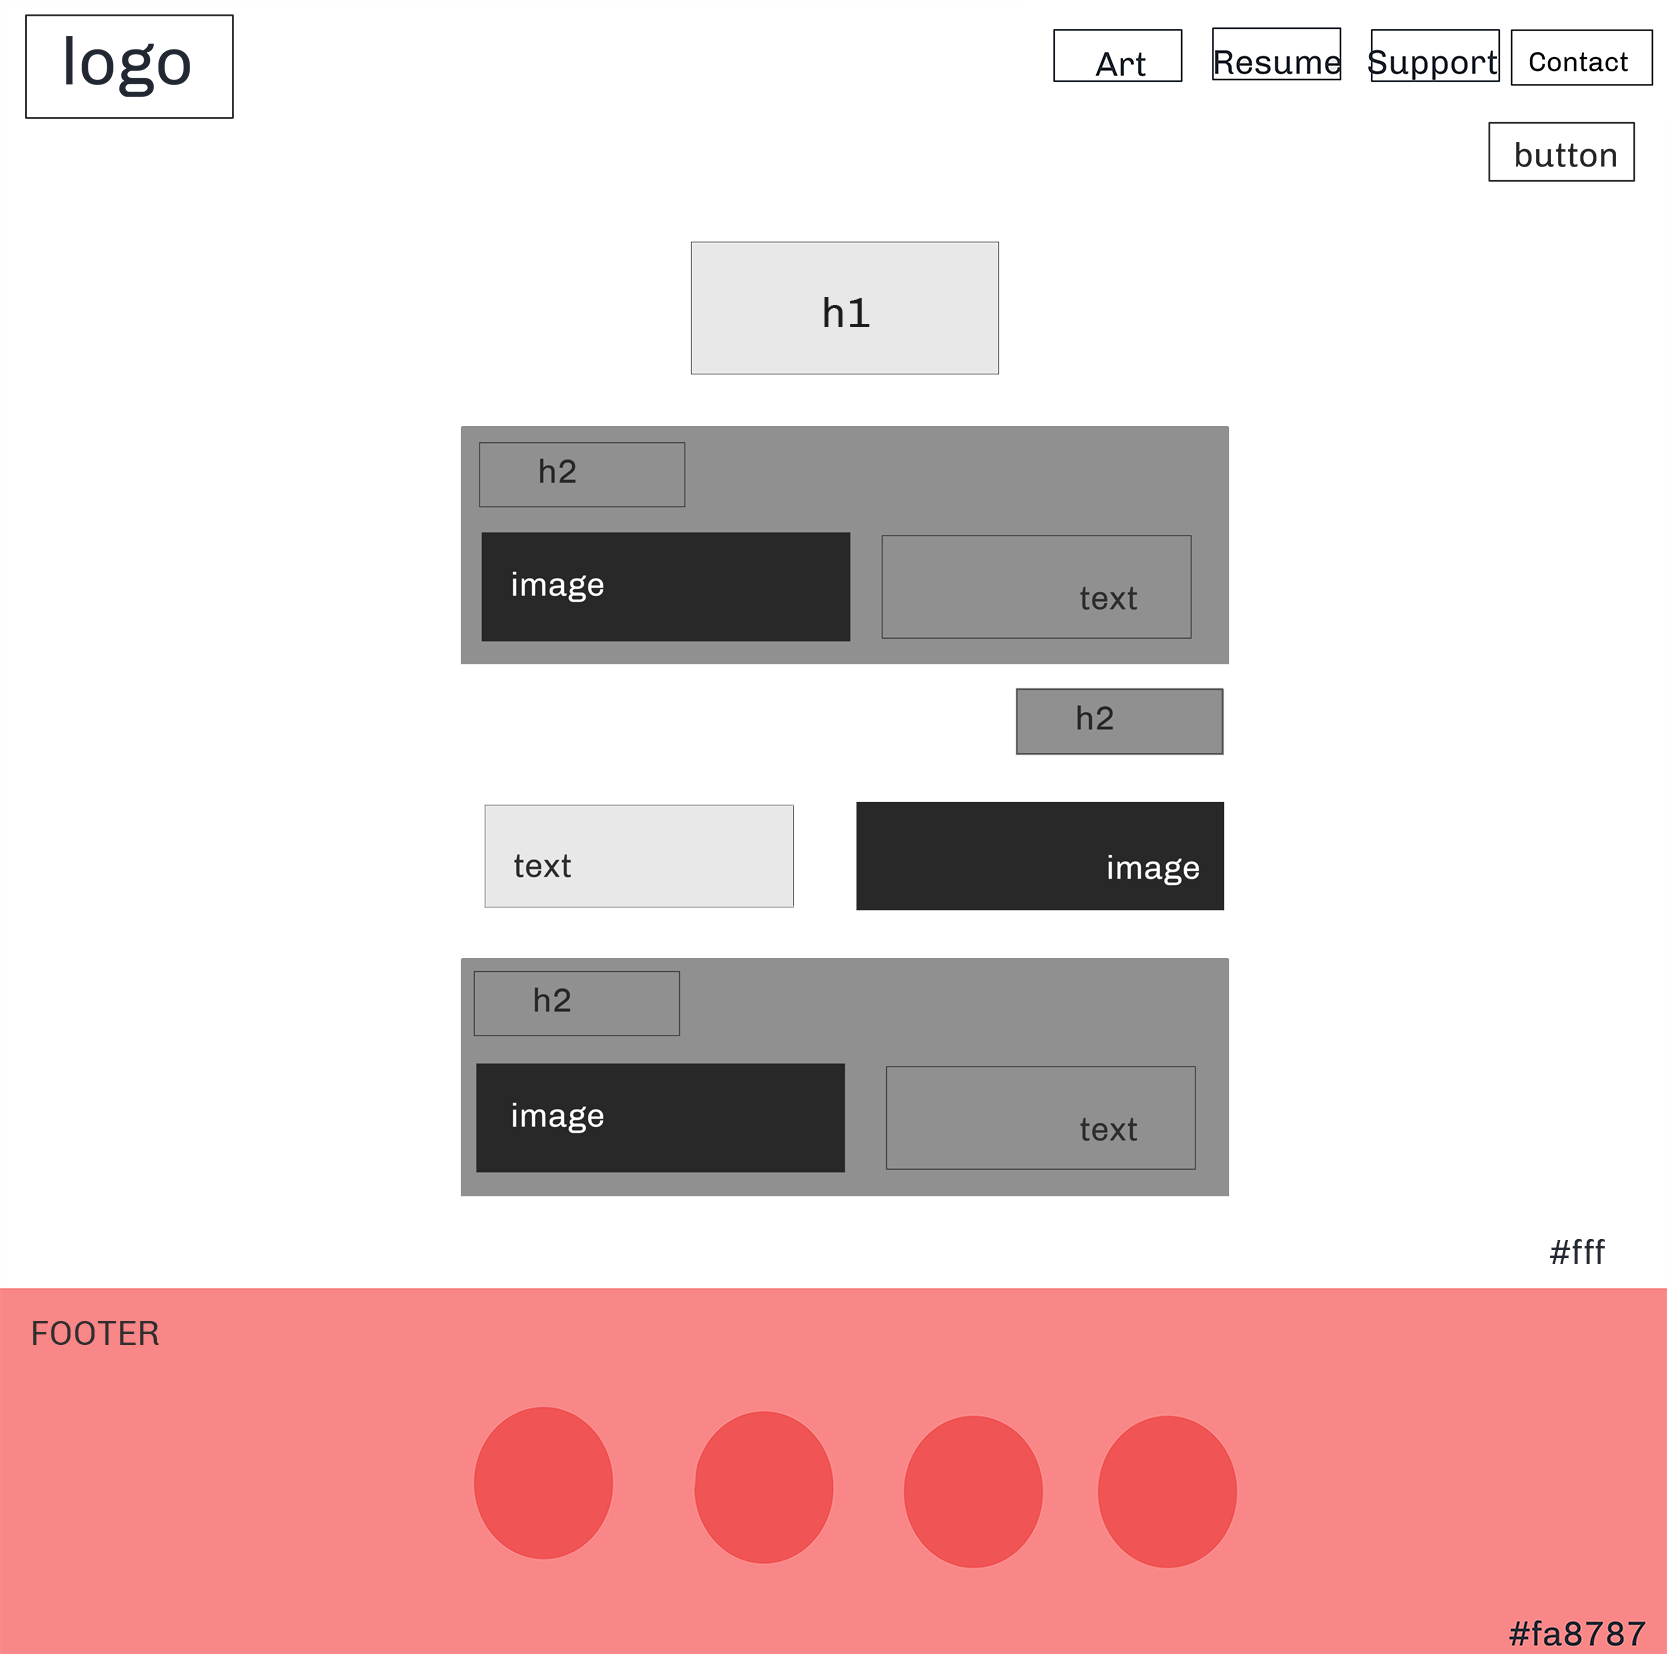 logo
Art
Resume
Support
Contact
button
h1
h2
image
text
h2
text
image
h2
image
text
#fff
FOOTER
#fa8787